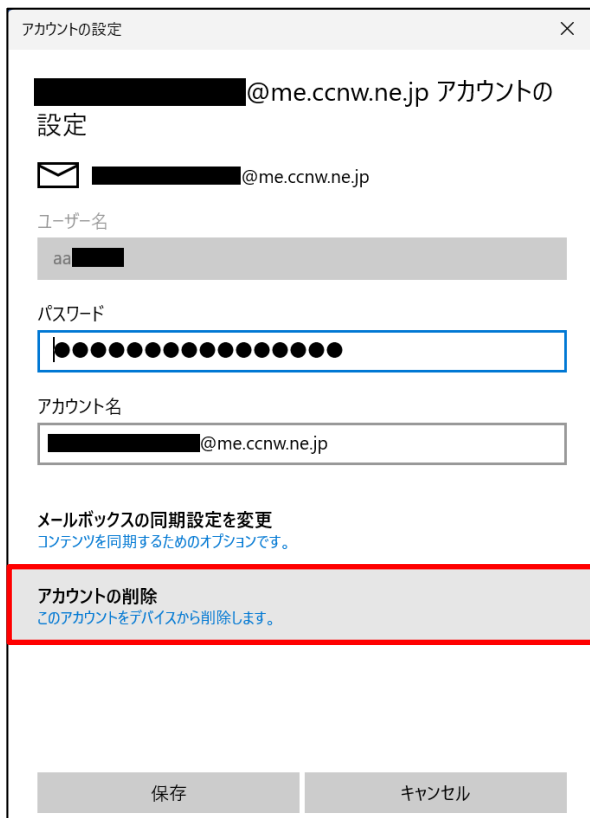 アカウントの設定
@me.ccnw.ne.jp アカウントの
設定
@me.ccnw.ne.jp
ユーザー名
aa
パスワード
●●●●●●●●●●●●●●●●
アカウント名
@me.ccnw.ne.jp
メールボックスの同期設定を変更
コンテンツを同期するためのオプションです。
アカウントの削除
このアカウントをデバイスから削除します。
保存
キャンセル